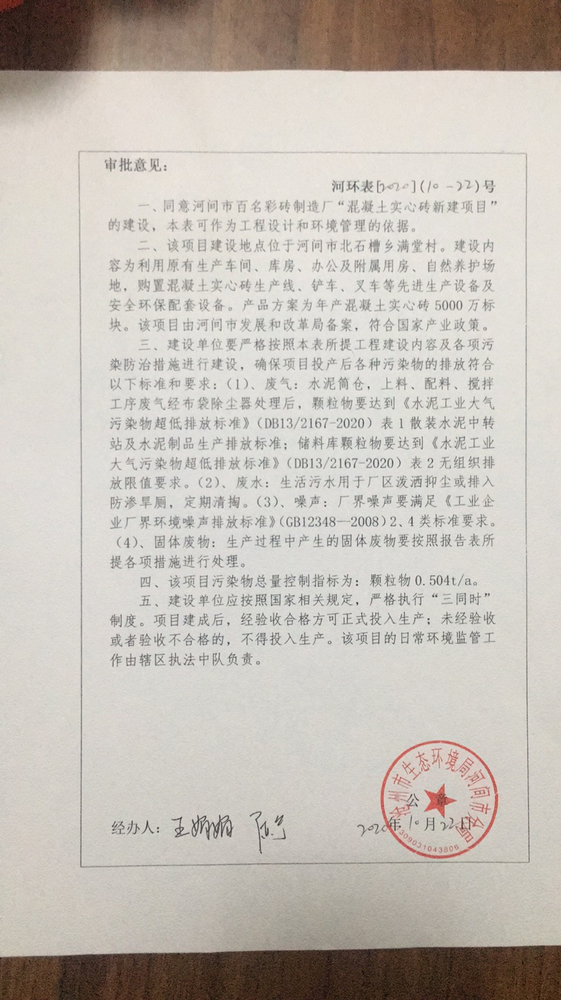 审批意见：
河环表[2020](10-22)号
一、同意河间市百名彩砖制造厂“混凝土实心砖新建项目”
的建设，本表可作为工程设计和环境管理的依据。
二、该项目建设地点位于河间市北石槽乡满堂村。建设内
容为利用原有生产车间、库房、办公及附属用房、自然养护场
地，购置混凝土实心砖生产线、铲车、叉车等先进生产设备及
安全环保配套设备。产品方案为年产混凝土实心砖 5000 万标
块。该项目由河间市发展和改革局备案，符合国家产业政策。
三、建设单位要严格按照本表所提工程建设内容及各项污
染防治措施进行建设，确保项目投产后各种污染物的排放符合
以下标准和要求：（1）、废气：水泥筒仓，上料、配料、搅拌
工序废气经布袋除尘器处理后，颗粒物要达到《水泥工业大气
污染物超低排放标准》（DB13/2167-2020）表 1 散装水泥中转
站及水泥制品生产排放标准；储料库颗粒物要达到《水泥工业
大气污染物超低排放标准》（DB13/2167-2020）表 2 无组织排
放限值要求。（2）、废水：生活污水用于厂区泼洒抑尘或排入
防渗旱厕，定期清掏。（3）、噪声：厂界噪声要满足《工业企
业厂界环境噪声排放标准》（GB12348—2008）2、4 类标准要求。
（4）、固体废物：生产过程中产生的固体废物要按照报告表所
提各项措施进行处理。
四、该项目污染物总量控制指标为：颗粒物 0.504t/a。
五、建设单位应按照国家相关规定，严格执行“三同时”
制度。项目建成后，经验收合格方可正式投入生产；未经验收
或者验收不合格的，不得投入生产。该项目的日常环境监管工
作由辖区执法中队负责。
沧州市生态环境局河间市分局
公 章
经办人：王娟娟
2020年10月22日
1309031043806